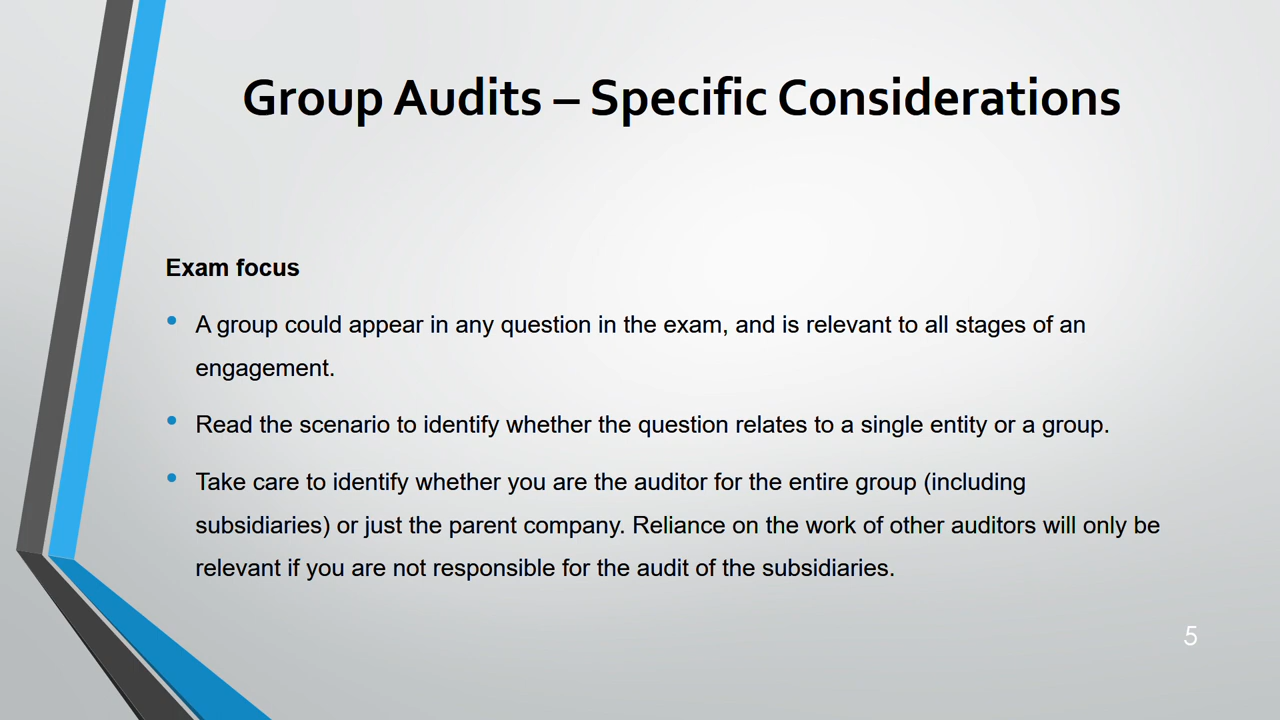 Group Audits – Specific Considerations
Exam focus
• A group could appear in any question in the exam, and is relevant to all stages of an
engagement.
• Read the scenario to identify whether the question relates to a single entity or a group.
• Take care to identify whether you are the auditor for the entire group (including
subsidiaries) or just the parent company. Reliance on the work of other auditors will only be
relevant if you are not responsible for the audit of the subsidiaries.
5